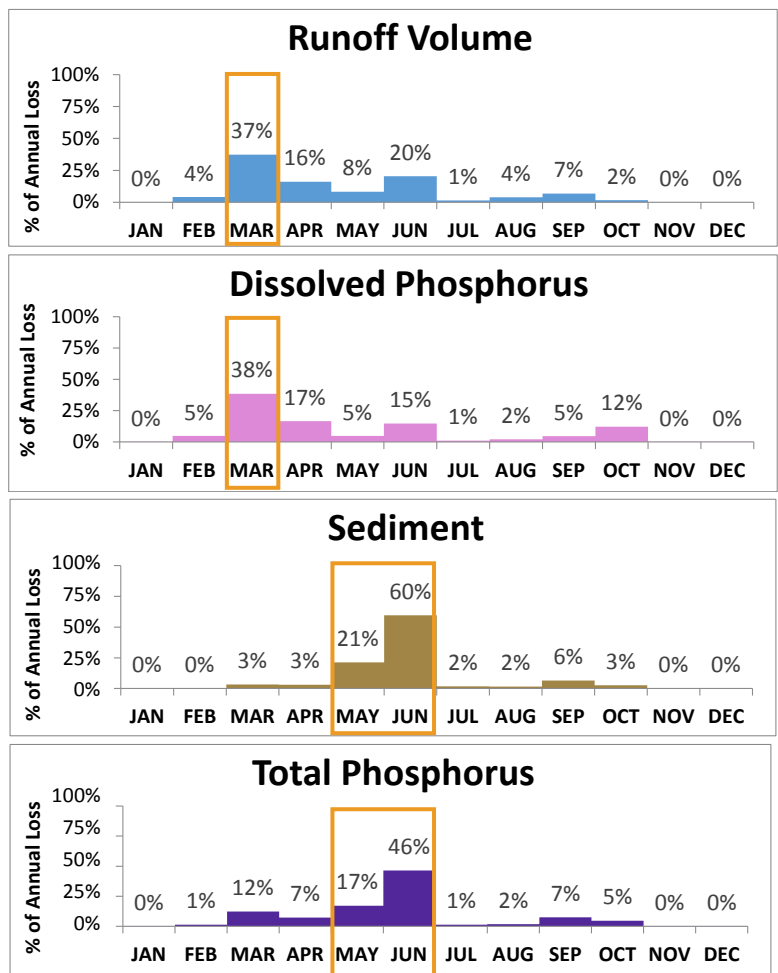 Runoff Volume
% of Annual Loss
100%
75%
50%
25%
0%
0% 4% 37% 16% 8% 20% 1% 4% 7% 2% 0% 0%
JAN FEB MAR APR MAY JUN JUL AUG SEP OCT NOV DEC
Dissolved Phosphorus
% of Annual Loss
100%
75%
50%
25%
0%
0% 5% 38% 17% 5% 15% 1% 2% 5% 12% 0% 0%
JAN FEB MAR APR MAY JUN JUL AUG SEP OCT NOV DEC
Sediment
% of Annual Loss
100%
75%
50%
25%
0%
0% 0% 3% 3% 21% 60% 2% 2% 6% 3% 0% 0%
JAN FEB MAR APR MAY JUN JUL AUG SEP OCT NOV DEC
Total Phosphorus
% of Annual Loss
100%
75%
50%
25%
0%
0% 1% 12% 7% 17% 46% 1% 2% 7% 5% 0% 0%
JAN FEB MAR APR MAY JUN JUL AUG SEP OCT NOV DEC